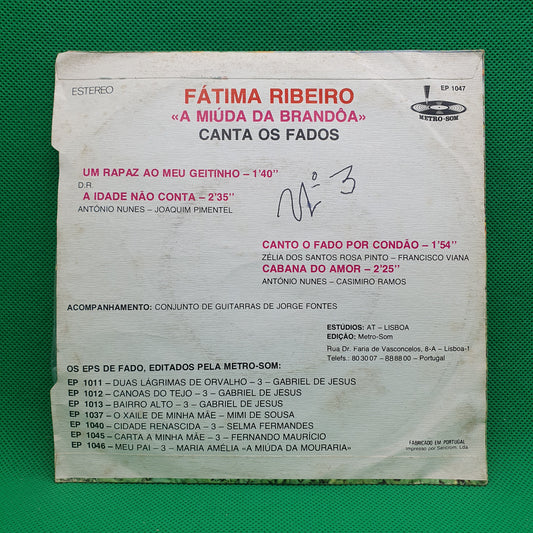 ESTEREO
EP 1047
METRO-SOM
FÁTIMA RIBEIRO
«A MIÚDA DA BRANDÔA»
CANTA OS FADOS
UM RAPAZ AO MEU GEITINHO – 1'40''
D.R.
A IDADE NÃO CONTA – 2'35''
ANTÓNIO NUNES – JOAQUIM PIMENTEL
Nº 3
CANTO O FADO POR CONDÃO – 1'54''
ZÉLIA DOS SANTOS ROSA PINTO – FRANCISCO VIANA
CABANA DO AMOR – 2'25''
ANTÓNIO NUNES – CASIMIRO RAMOS
ACOMPANHAMENTO: CONJUNTO DE GUITARRAS DE JORGE FONTES
ESTÚDIOS: AT – LISBOA
EDIÇÃO: Metro-Som
Rua Dr. Faria de Vasconcelos, 8-A – Lisboa-1
Telefs.: 80 30 07 - 88 88 00 – Portugal
OS EPS DE FADO, EDITADOS PELA METRO-SOM:
EP 1011 – DUAS LÁGRIMAS DE ORVALHO – 3 – GABRIEL DE JESUS
EP 1012 – CANOAS DO TEJO – 3 – GABRIEL DE JESUS
EP 1013 – BAIRRO ALTO – 3 – GABRIEL DE JESUS
EP 1037 – O XAILE DE MINHA MÃE – MIMI DE SOUSA
EP 1040 – CIDADE RENASCIDA – 3 – SELMA FERMANDES
EP 1045 – CARTA A MINHA MÃE – 3 – FERNANDO MAURÍCIO
EP 1046 – MEU PAI – 3 – MARIA AMÉLIA «A MIUDA DA MOURARIA»
FABRICADO EM PORTUGAL
Impresso por Sanicrom, Lda.